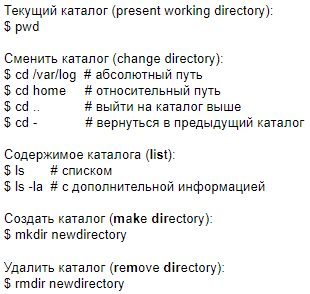 Текущий каталог (present working directory):
$ pwd
Сменить каталог (change directory):
$ cd /var/log # абсолютный путь
$ cd home # относительный путь
$ cd .. # выйти на каталог выше
$ cd - # вернуться в предыдущий каталог
Содержимое каталога (list):
$ ls # списком
$ ls -la # с дополнительной информацией
Создать каталог (make directory):
$ mkdir newdirectory
Удалить каталог (remove directory):
$ rmdir newdirectory